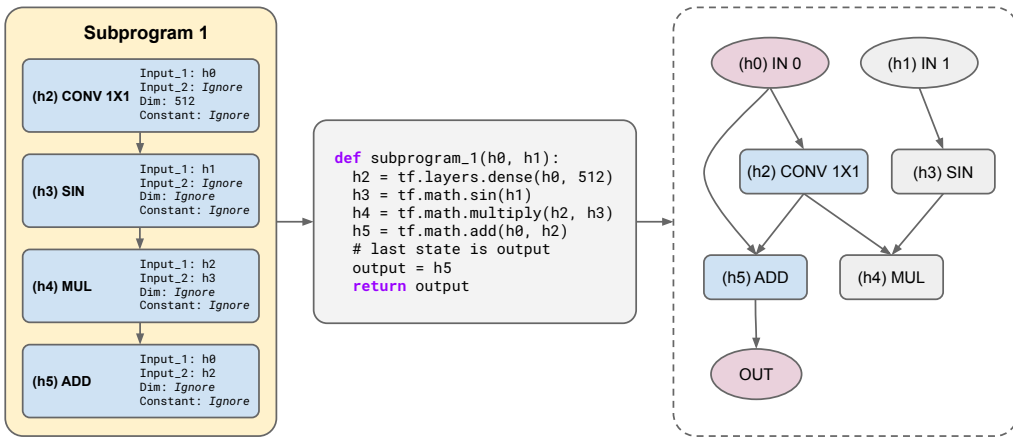 Subprogram 1
(h2) CONV 1X1
Input_1: h0
Input_2: Ignore
Dim: 512
Constant: Ignore
(h3) SIN
Input_1: h1
Input_2: Ignore
Dim: Ignore
Constant: Ignore
(h4) MUL
Input_1: h2
Input_2: h3
Dim: Ignore
Constant: Ignore
(h5) ADD
Input_1: h0
Input_2: h2
Dim: Ignore
Constant: Ignore
def subprogram_1(h0, h1):
h2 = tf.layers.dense(h0, 512)
h3 = tf.math.sin(h1)
h4 = tf.math.multiply(h2, h3)
h5 = tf.math.add(h0, h2)
# last state is output
output = h5
return output
(h0) IN 0
(h1) IN 1
(h2) CONV 1X1
(h3) SIN
(h5) ADD
(h4) MUL
OUT